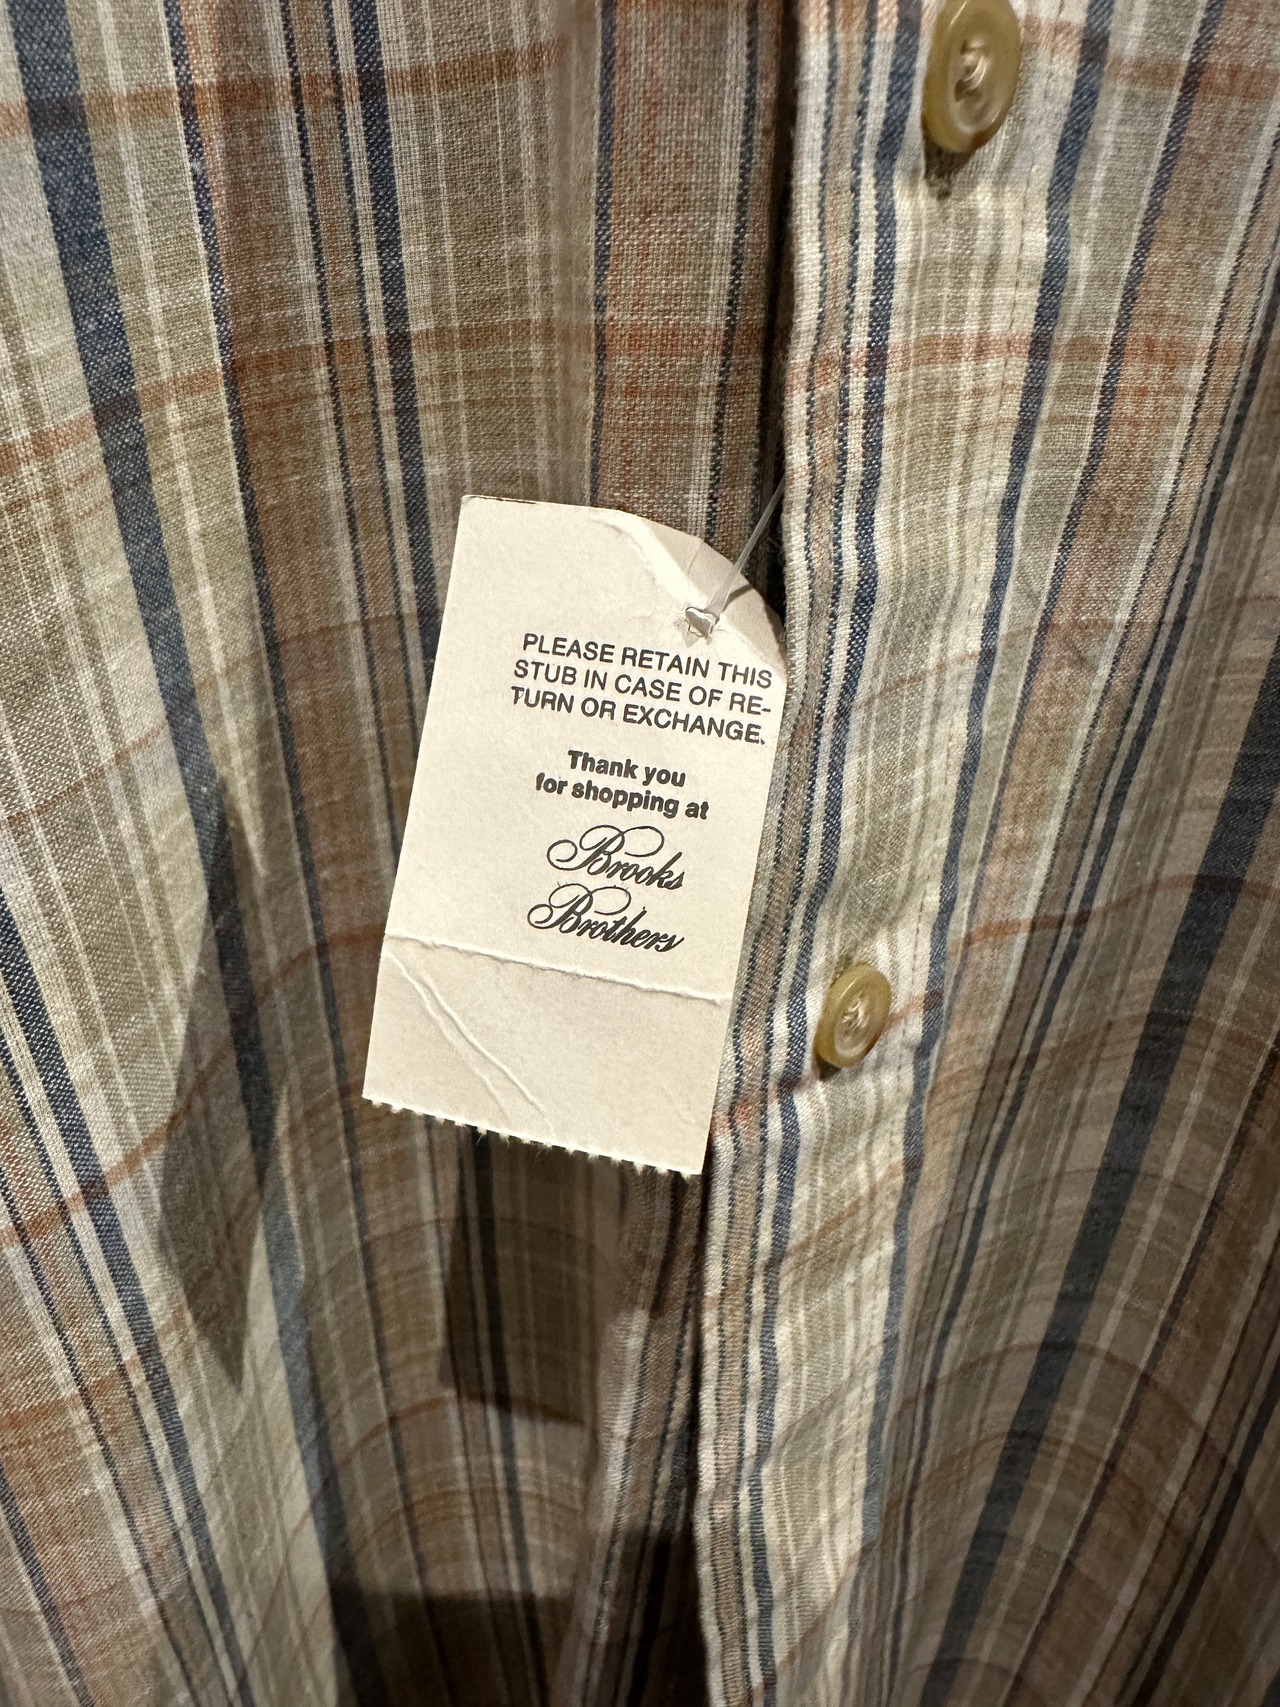 PLEASE RETAIN THIS
STUB IN CASE OF RE-
TURN OR EXCHANGE.
Thank you
for shopping at
Brooks
Brothers